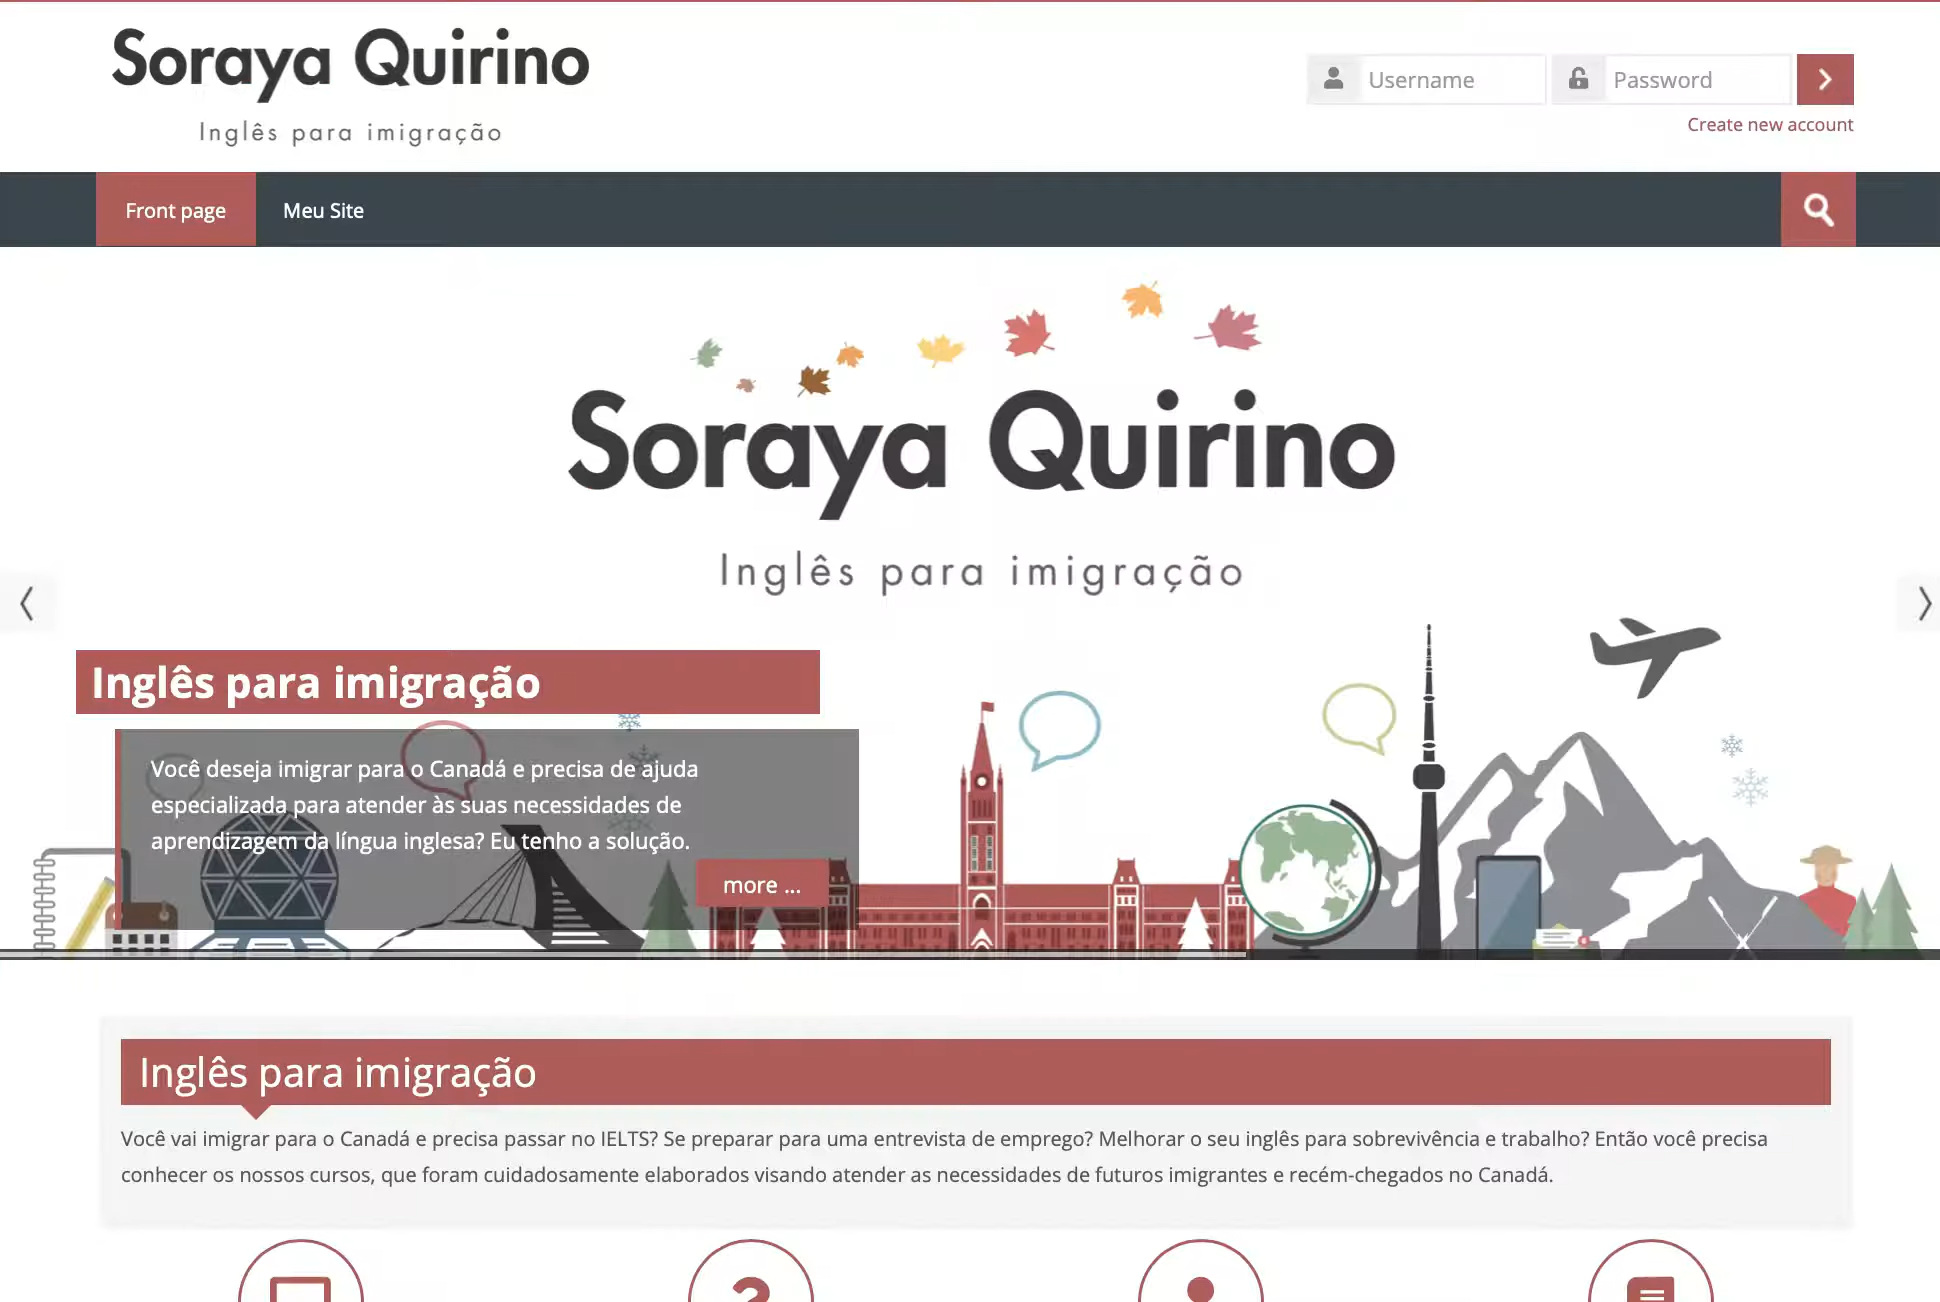 Soraya Quirino
Inglês para imigração
Username
Password
Create new account
Front page
Meu Site
Soraya Quirino
Inglês para imigração
Inglês para imigração
Você deseja imigrar para o Canadá e precisa de ajuda
especializada para atender às suas necessidades de
aprendizagem da língua inglesa? Eu tenho a solução.
more ...
Inglês para imigração
Você vai imigrar para o Canadá e precisa passar no IELTS? Se preparar para uma entrevista de emprego? Melhorar o seu inglês para sobrevivência e trabalho? Então você precisa
conhecer os nossos cursos, que foram cuidadosamente elaborados visando atender as necessidades de futuros imigrantes e recém-chegados no Canadá.